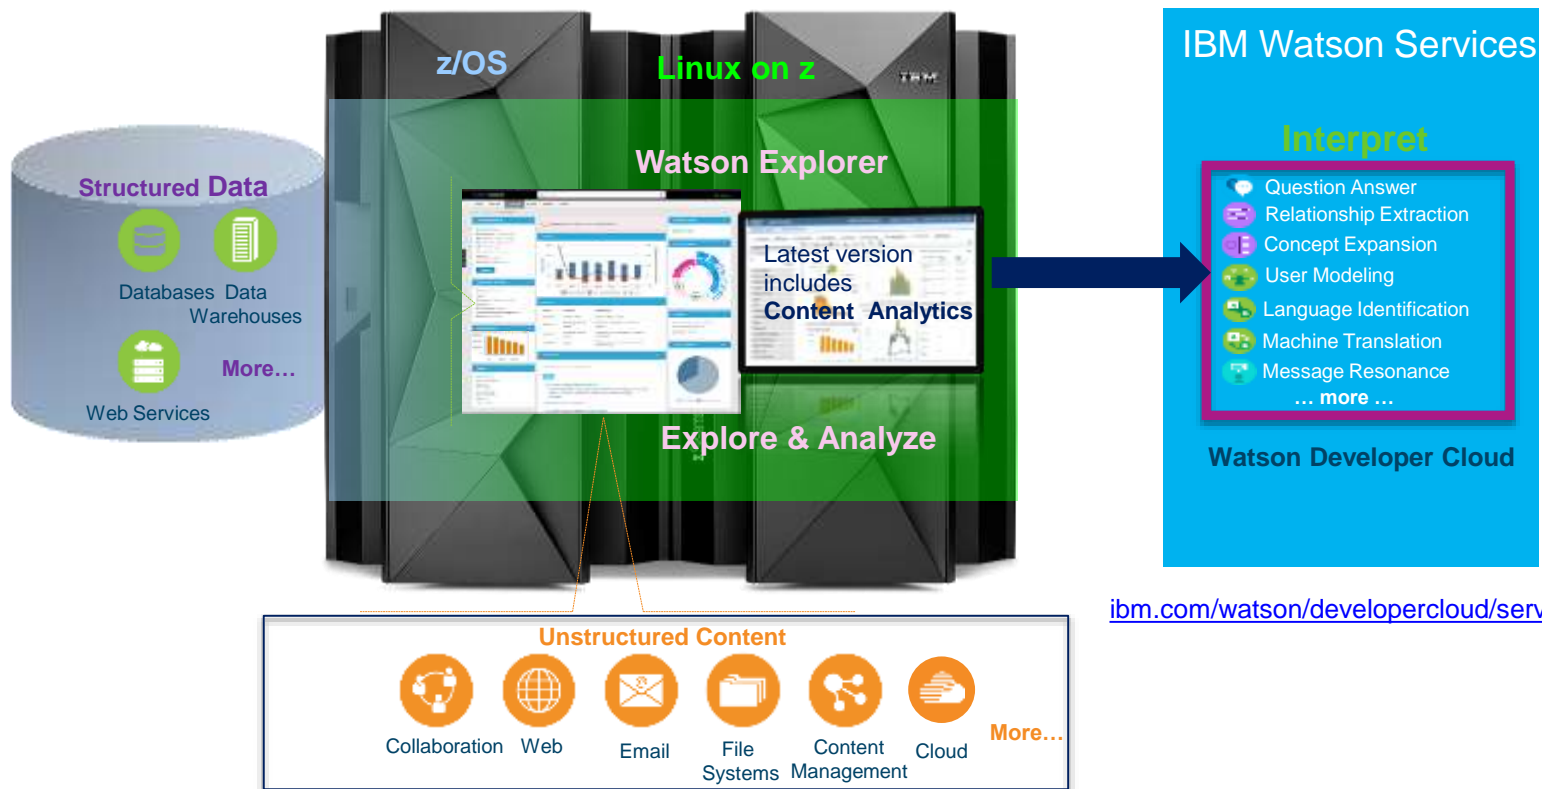 z/OS
Linux on z
IBM
Structured Data
Databases
Data
Warehouses
Web Services
More…
Watson Explorer
Latest version
includes
Content Analytics
Explore & Analyze
Unstructured Content
Collaboration
Web
Email
File
Systems
Content
Management
Cloud
More…
IBM Watson Services
Interpret
Question Answer
Relationship Extraction
Concept Expansion
User Modeling
Language Identification
Machine Translation
Message Resonance
… more …
Watson Developer Cloud
ibm.com/watson/developercloud/serv